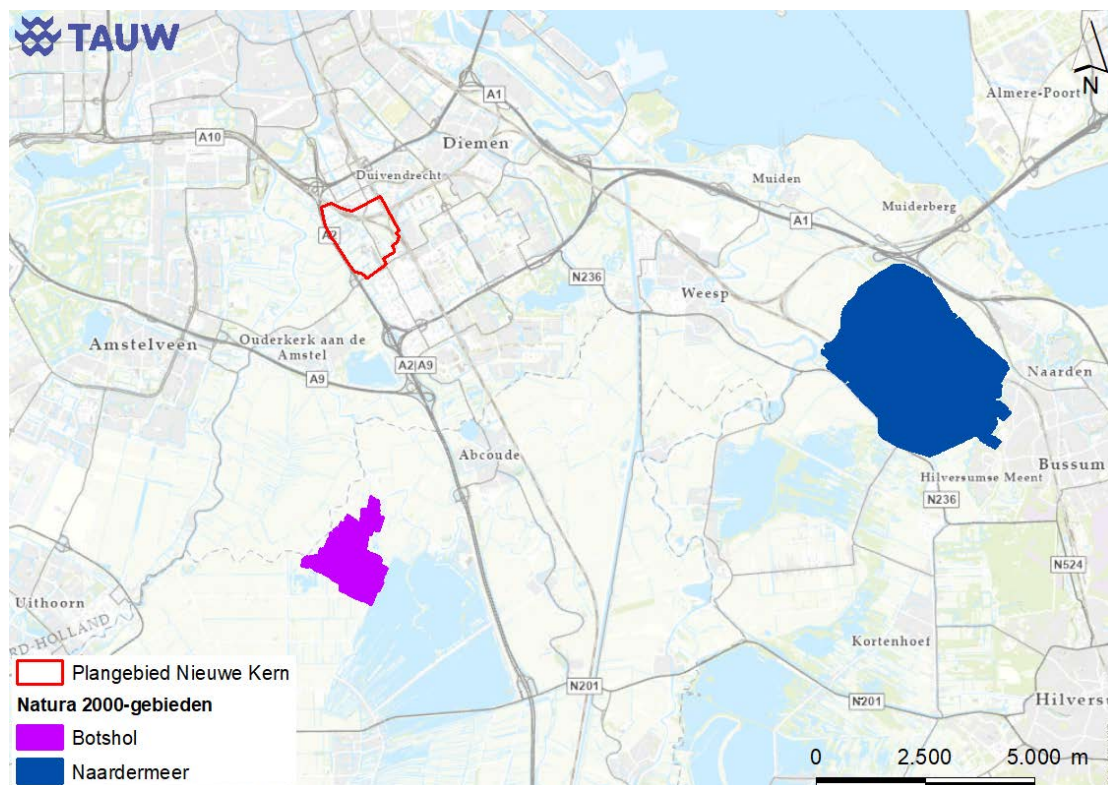 TAUW
N
Almere-Poort
A1
Diemen
A10
Duivendrecht
Muiden
Muiderberg
A1
A2
N236
Weesp
Amstelveen
Ouderkerk aan de
Amstel
A2|A9
A9
Naarden
Abcoude
Bussum
Hilversumse Meent
N236
N524
Uithoorn
RD-HOLLAND
Kortenhoef
N201
N201
Hilversu
Plangebied Nieuwe Kern
Natura 2000-gebieden
Botshol
Naardermeer
0 2.500 5.000 m